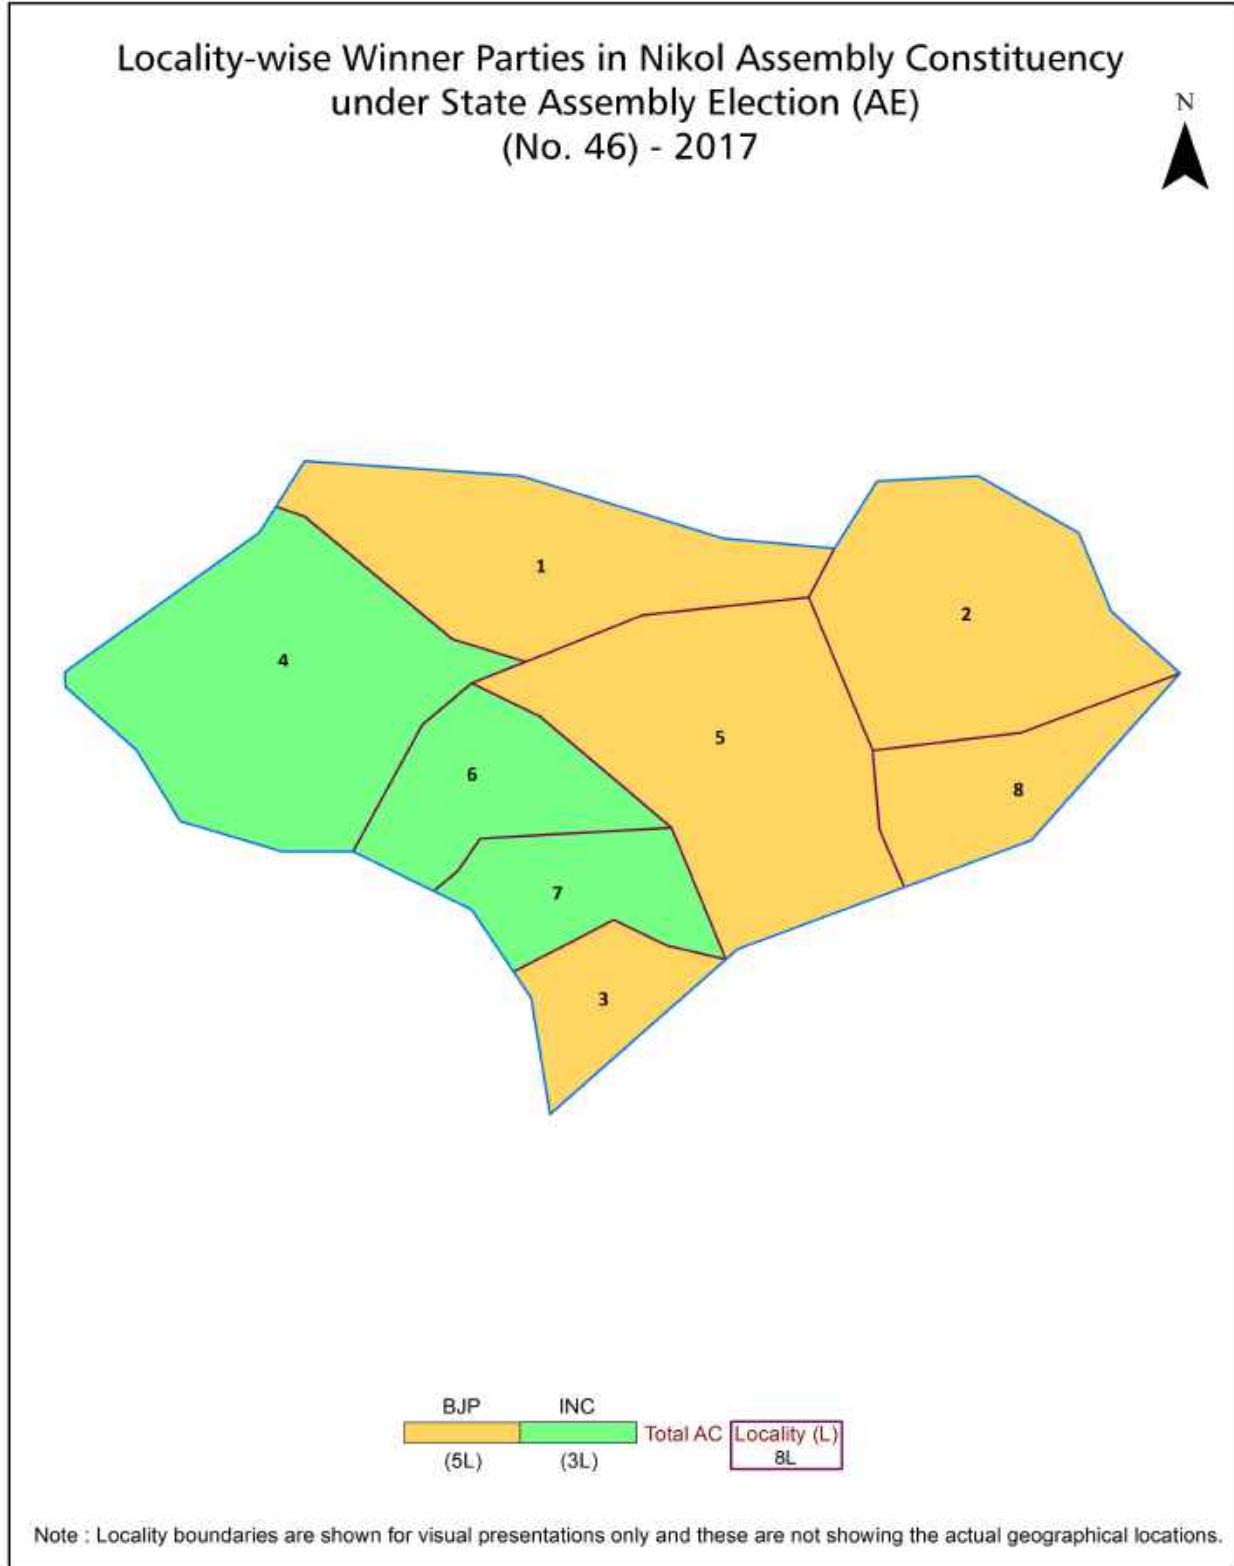 Locality-wise Winner Parties in Nikol Assembly Constituency
under State Assembly Election (AE)
(No. 46) - 2017
N
1
2
4
5
6
8
7
3
BJP INC
Total AC Locality (L)
8L
(5L) (3L)
Note : Locality boundaries are shown for visual presentations only and these are not showing the actual geographical locations.